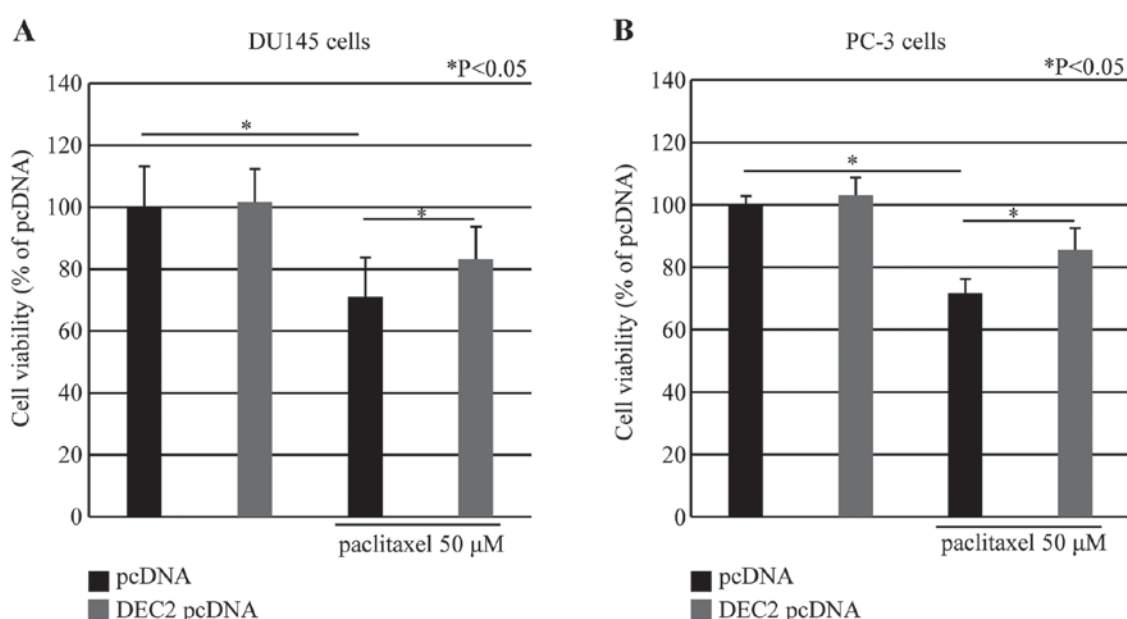 A
DU145 cells
*P<0.05
Cell viability (% of pcDNA)
140
120
100
80
60
40
20
0
*
*
paclitaxel 50 μM
pcDNA
DEC2 pcDNA
B
PC-3 cells
*P<0.05
Cell viability (% of pcDNA)
140
120
100
80
60
40
20
0
*
*
paclitaxel 50 μM
pcDNA
DEC2 pcDNA